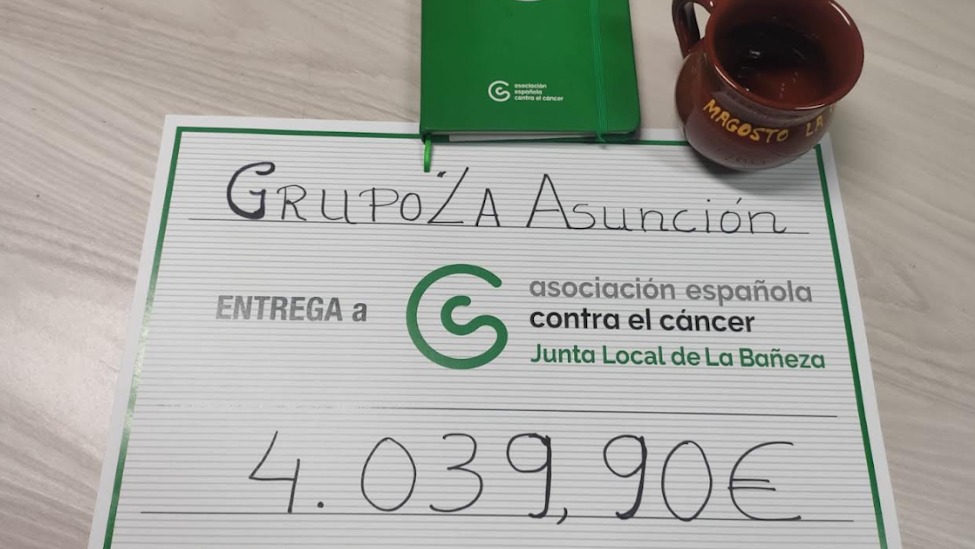 asociación
española
contra el cáncer
MAGOSTO LA
GRUPO "LA ASUNCIÓN
ENTREGA a
asociación española
contra el cáncer
Junta Local de La Bañeza
4.039,90€